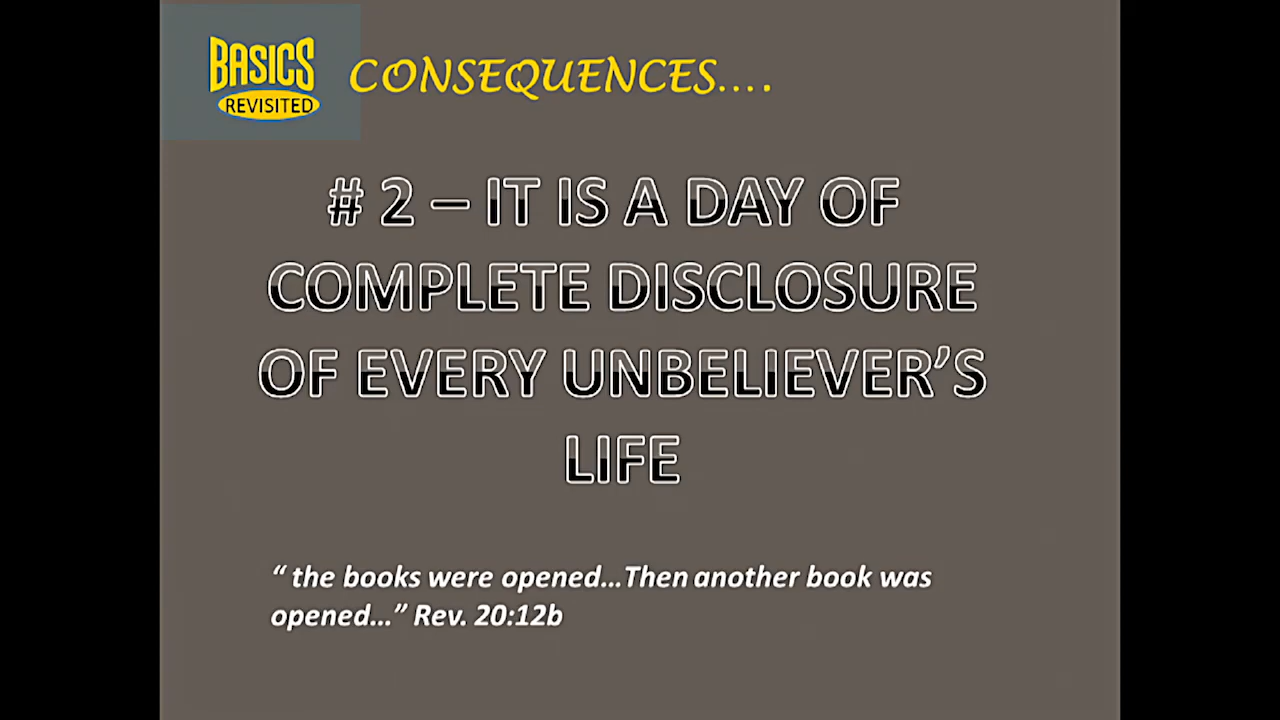 BASICS
REVISITED
CONSEQUENCES....
# 2 – IT IS A DAY OF
COMPLETE DISCLOSURE
OF EVERY UNBELIEVER’S
LIFE
“ the books were opened…Then another book was
opened…” Rev. 20:12b